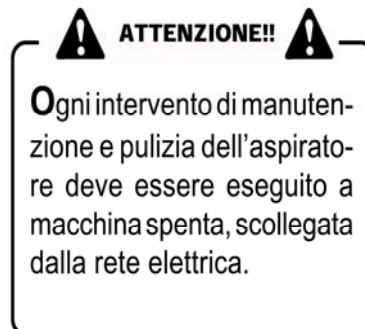 ATTENZIONE!!
Ogni intervento di manuten-
zione e pulizia dell'aspirato-
re deve essere eseguito a
macchina spenta, scollegata
dalla rete elettrica.